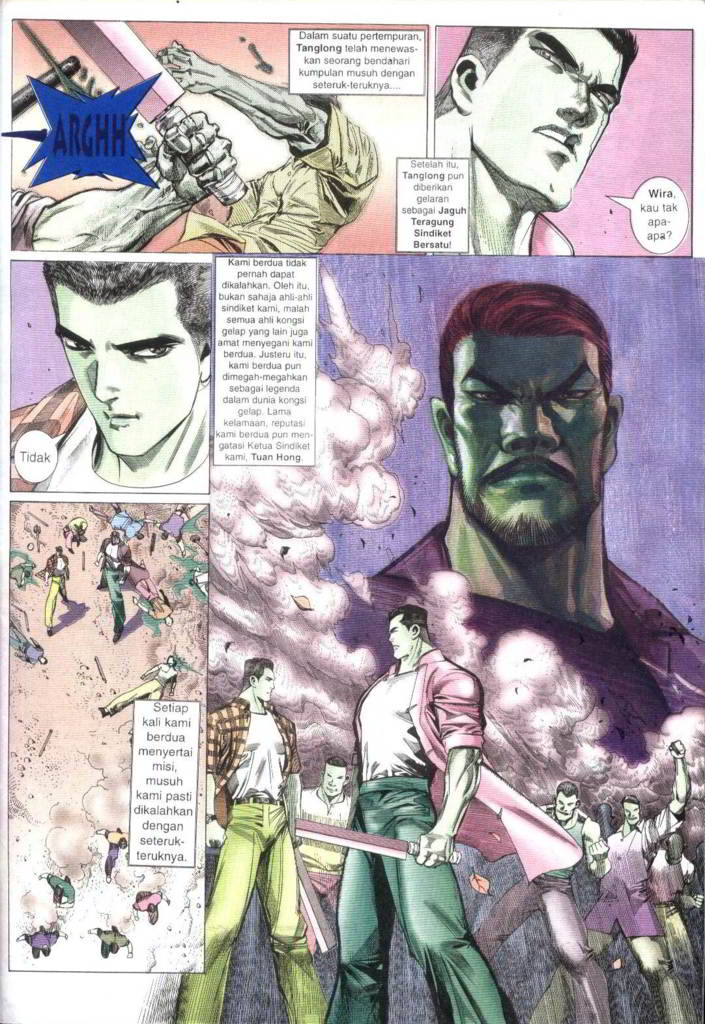 Dalam suatu pertempuran,
Tanglong telah menewas-
kan seorang bendahari
kumpulan musuh dengan
seteruk-teruknya....
ARGHH
Setelah itu,
Tanglong pun
diberikan
gelaran
sebagai Jaguh
Teragung
Sindiket
Bersatu!
Wira,
kau tak
apa-
apa?
Tidak
Kami berdua tidak
pernah dapat
dikalahkan. Oleh itu,
bukan sahaja ahli-ahli
sindiket kami, malah
semua ahli kongsi
gelap yang lain juga
amat menyegani kami
berdua. Justeru itu,
kami berdua pun
dimegah-megahkan
sebagai legenda
dalam dunia kongsi
gelap. Lama
kelamaan, reputasi
kami berdua pun men-
gatasi Ketua Sindiket
kami, Tuan Hong.
Setiap
kali kami
berdua
menyertai
misi,
musuh
kami pasti
dikalahkan
dengan
seteruk-
teruknya.